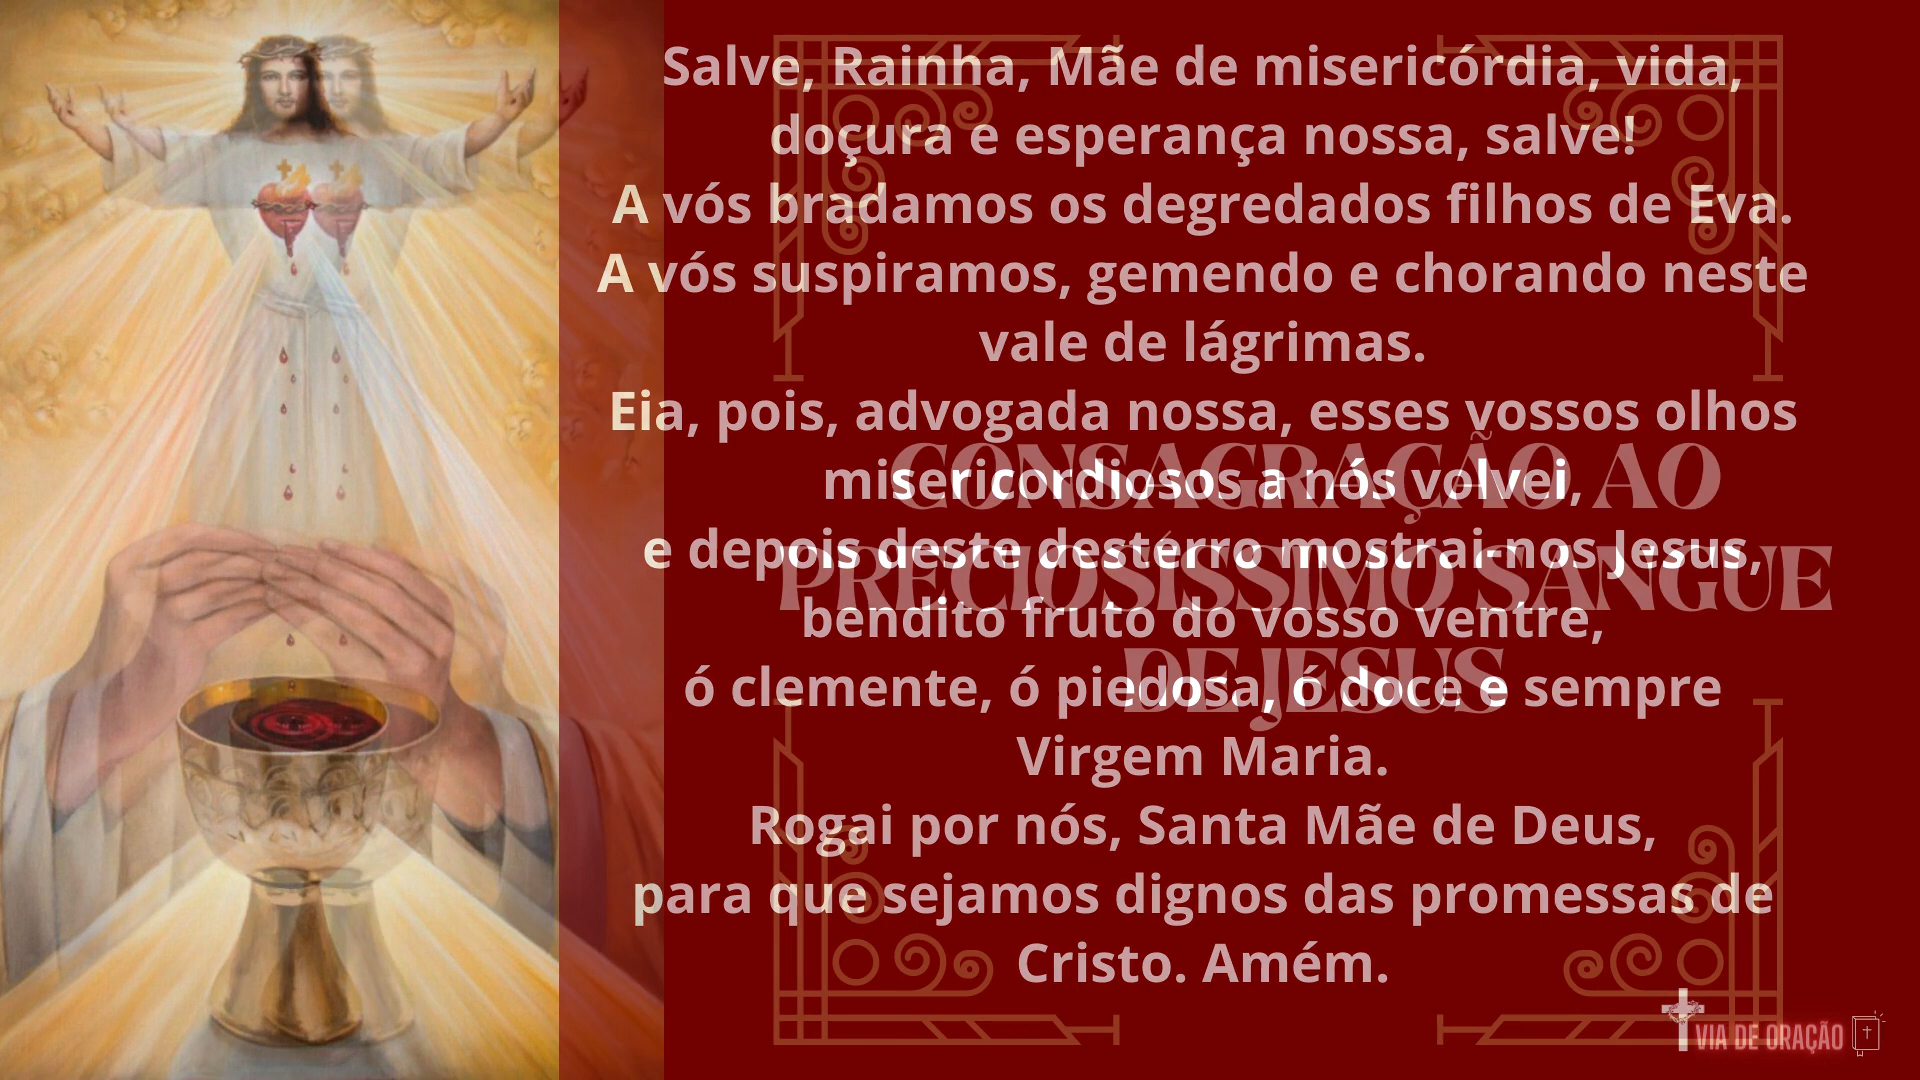 Salve, Rainha, Mãe de misericórdia, vida,
doçura e esperança nossa, salve!
A vós bradamos os degredados filhos de Eva.
A vós suspiramos, gemendo e chorando neste
vale de lágrimas.
Eia, pois, advogada nossa, esses vossos olhos
misericordiosos a nós volvei,
e depois deste desterro mostrai-nos Jesus,
bendito fruto do vosso ventre,
ó clemente, ó piedosa, ó doce e sempre
Virgem Maria.
Rogai por nós, Santa Mãe de Deus,
para que sejamos dignos das promessas de
Cristo. Amém.
CONSAGRAÇÃO AO
PRECIOSÍSSIMO SANGUE
DE JESUS
VIA DE ORAÇÃO